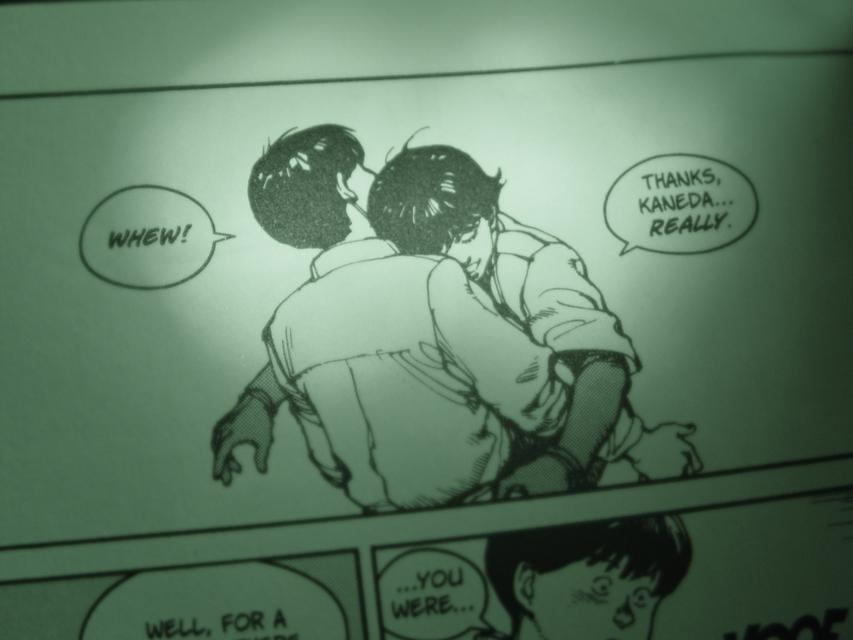 WHEW!
THANKS,
KANEDA...
REALLY.
WELL, FOR A
...YOU
WERE...